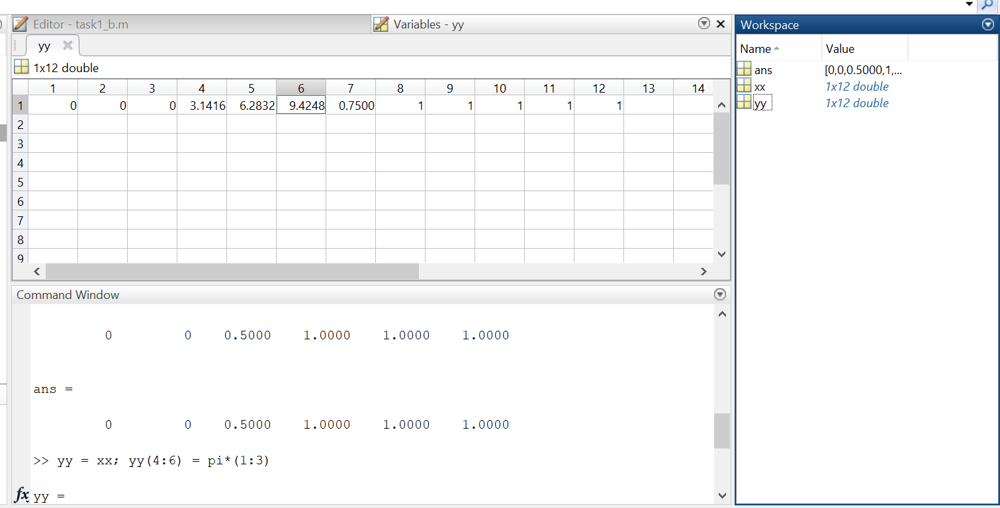 Editor - task1_b.m
Variables - yy
yy
1x12 double
1 2 3 4 5 6 7 8 9 10 11 12 13 14
1 0 0 0 3.1416 6.2832 9.4248 0.7500 1 1 1 1 1
2
3
4
5
6
7
8
9
Command Window
0 0 0.5000 1.0000 1.0000 1.0000
ans =
0 0 0.5000 1.0000 1.0000 1.0000
>> yy = xx; yy(4:6) = pi*(1:3)
fx yy =
Workspace
Name Value
ans [0,0,0.5000,1,...
xx 1x12 double
yy 1x12 double